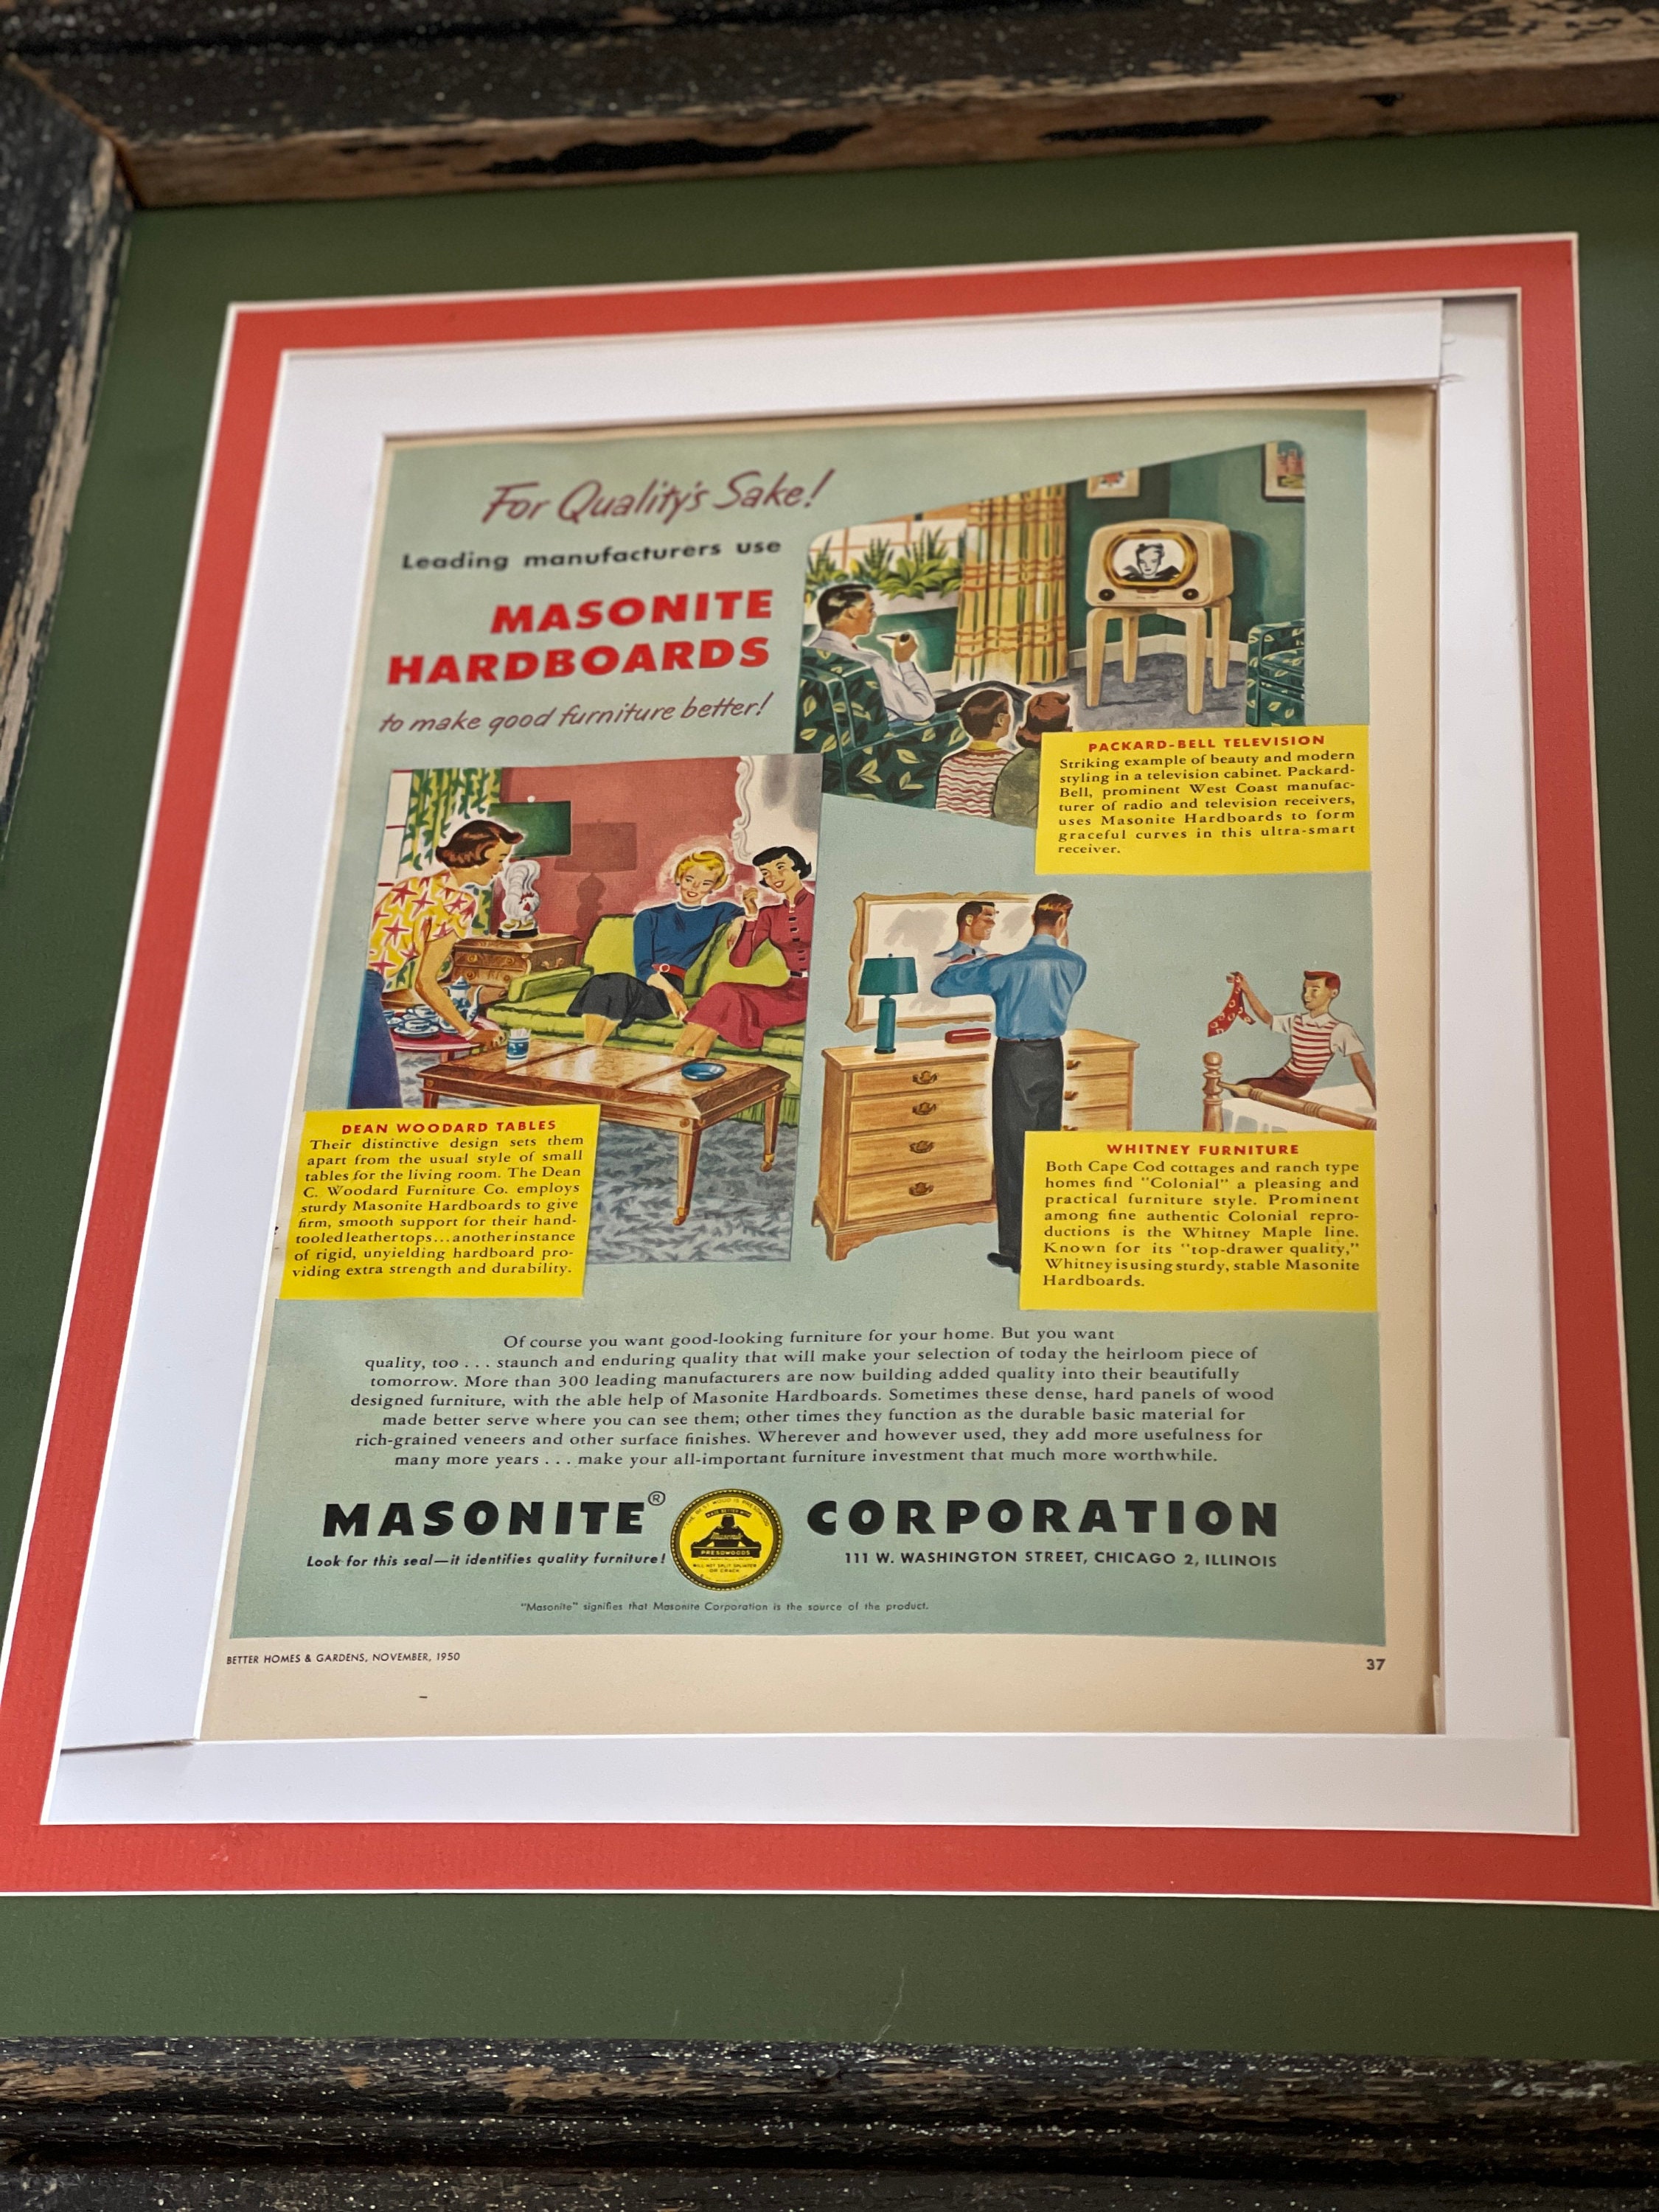 For Quality's Sake!
Leading manufacturers use
MASONITE
HARDBOARDS
to make good furniture better!
PACKARD-BELL TELEVISION
Striking example of beauty and modern
styling in a television cabinet. Packard-
Bell, prominent West Coast manufac-
turer of radio and television receivers,
uses Masonite Hardboards to form
graceful curves in this ultra-smart
receiver.
DEAN WOODARD TABLES
Their distinctive design sets them
apart from the usual style of small
tables for the living room. The Dean
C. Woodard Furniture Co. employs
sturdy Masonite Hardboards to give
firm, smooth support for their hand-
tooled leather tops...another instance
of rigid, unyielding hardboard pro-
viding extra strength and durability.
WHITNEY FURNITURE
Both Cape Cod cottages and ranch type
homes find "Colonial" a pleasing and
practical furniture style. Prominent
among fine authentic Colonial repro-
ductions is the Whitney Maple line.
Known for its "top-drawer quality,"
Whitney is using sturdy, stable Masonite
Hardboards.
Of course you want good-looking furniture for your home. But you want
quality, too . . . staunch and enduring quality that will make your selection of today the heirloom piece of
tomorrow. More than 300 leading manufacturers are now building added quality into their beautifully
designed furniture, with the able help of Masonite Hardboards. Sometimes these dense, hard panels of wood
made better serve where you can see them; other times they function as the durable basic material for
rich-grained veneers and other surface finishes. Wherever and however used, they add more usefulness for
many more years . . . make your all-important furniture investment that much more worthwhile.
MASONITE® CORPORATION
PRESDWOODS
Look for this seal—it identifies quality furniture!
111 W. WASHINGTON STREET, CHICAGO 2, ILLINOIS
"Masonite" signifies that Masonite Corporation is the source of the product.
BETTER HOMES & GARDENS, NOVEMBER, 1950
37